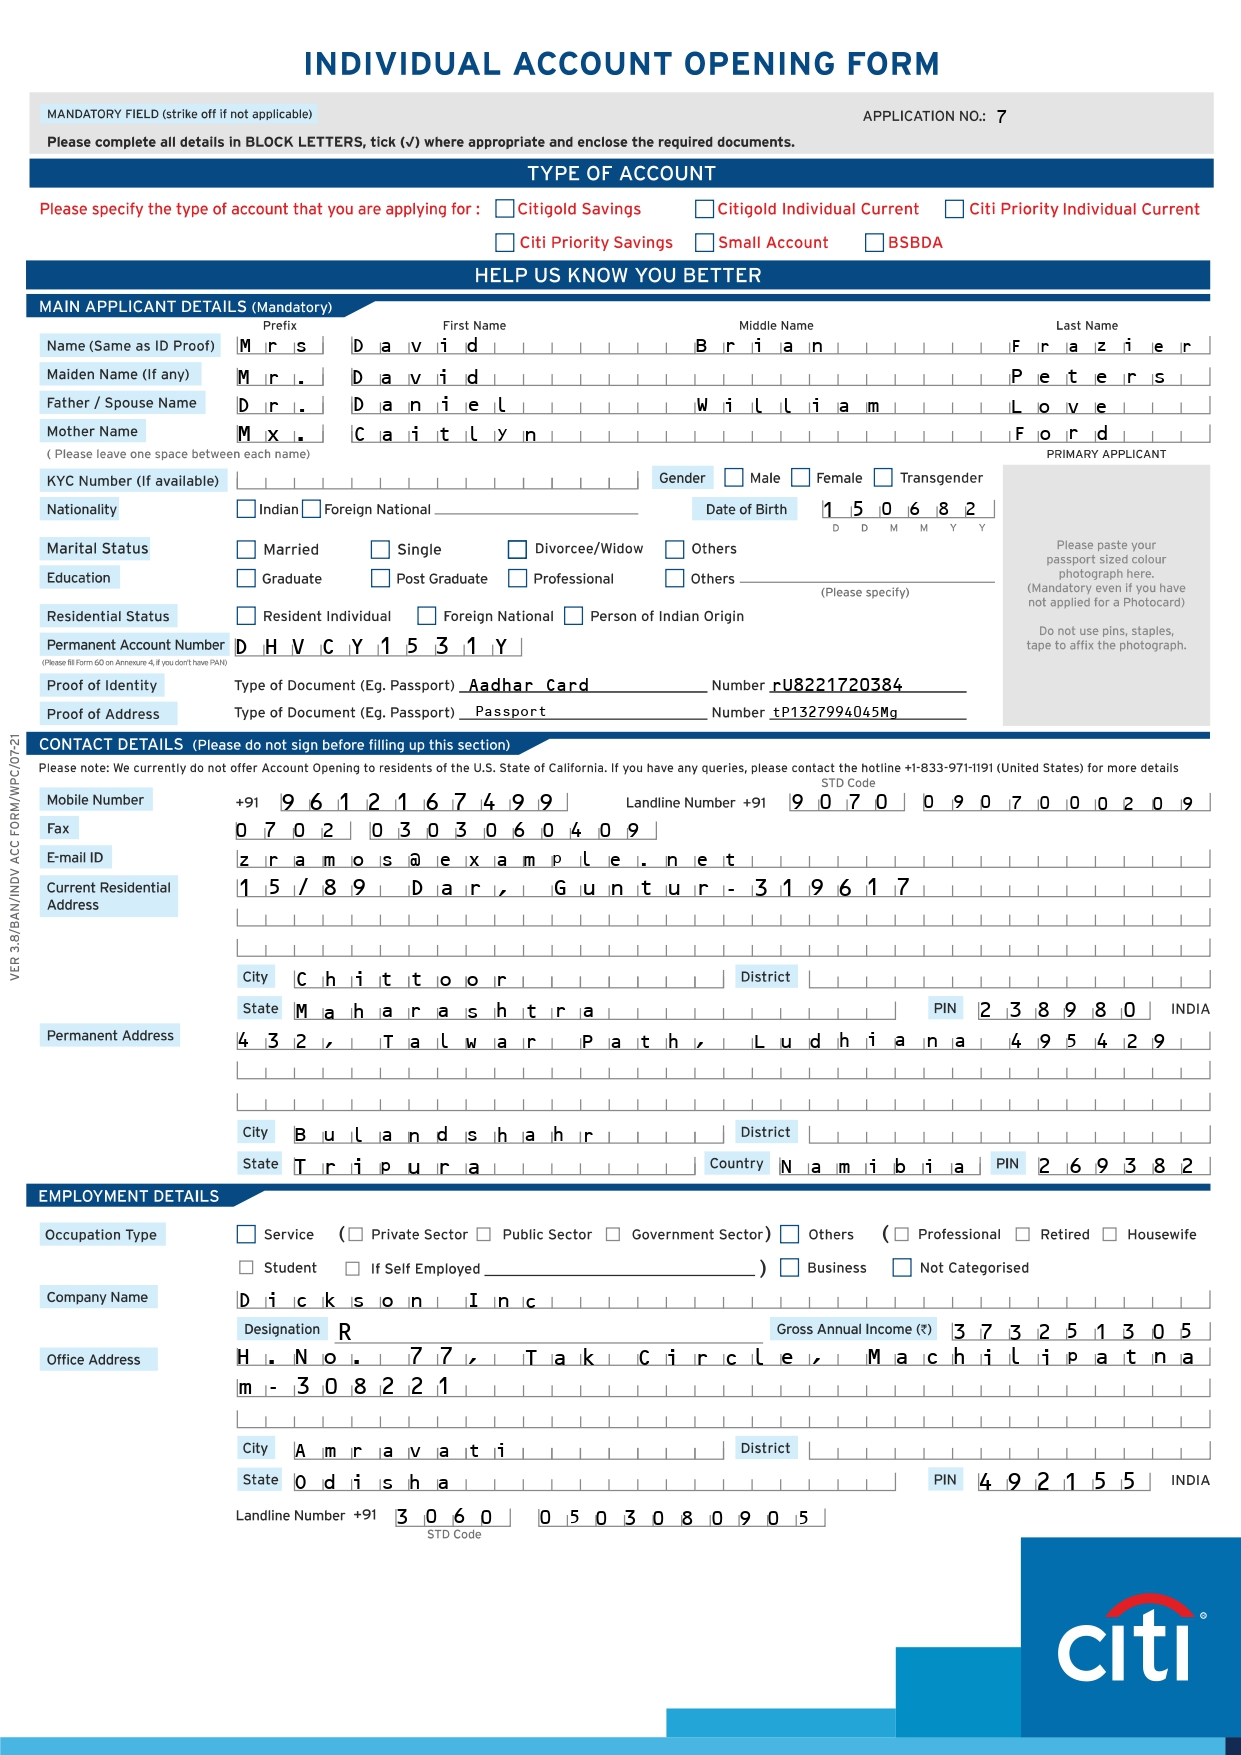 INDIVIDUAL ACCOUNT OPENING FORM
MANDATORY FIELD (strike off if not applicable) APPLICATION NO.: 7
Please complete all details in BLOCK LETTERS, tick (✓) where appropriate and enclose the required documents.
TYPE OF ACCOUNT
Please specify the type of account that you are applying for : Citigold Savings Citigold Individual Current Citi Priority Individual Current
Citi Priority Savings Small Account BSBDA
HELP US KNOW YOU BETTER
MAIN APPLICANT DETAILS (Mandatory)
Prefix First Name Middle Name Last Name
Name (Same as ID Proof) Mrs David Brian Frazier
Maiden Name (If any) Mr. David Peters
Father / Spouse Name Dr. Daniel William Love
Mother Name Mx. Caitlyn Ford
( Please leave one space between each name) PRIMARY APPLICANT
KYC Number (If available) Gender Male Female Transgender
Nationality Indian Foreign National Date of Birth 150682
D D M M Y Y
Marital Status Married Single Divorcee/Widow Others
Education Graduate Post Graduate Professional Others
(Please specify)
Please paste your
passport sized colour
photograph here.
(Mandatory even if you have
not applied for a Photocard)
Do not use pins, staples,
tape to affix the photograph.
Residential Status Resident Individual Foreign National Person of Indian Origin
Permanent Account Number DHVCY1531Y
(Please fill Form 60 on Annexure 4, if you don't have PAN)
Proof of Identity Type of Document (Eg. Passport) Aadhar Card Number rU8221720384
Proof of Address Type of Document (Eg. Passport) Passport Number tP1327994045Mg
CONTACT DETAILS (Please do not sign before filling up this section)
Please note: We currently do not offer Account Opening to residents of the U.S. State of California. If you have any queries, please contact the hotline +1-833-971-1191 (United States) for more details
STD Code
Mobile Number +91 9612167499 Landline Number +91 9070 0907000209
Fax 0702 0303060409
E-mail ID zramos@example.net
Current Residential Address 15/89 Dar, Guntur-319617
City Chittoor District
State Maharashtra PIN 238980 INDIA
Permanent Address 432, Talwar Path, Ludhiana 495429
City Bulandshahr District
State Tripura Country Namibia PIN 269382
EMPLOYMENT DETAILS
Occupation Type Service ( Private Sector Public Sector Government Sector) Others ( Professional Retired Housewife
Student If Self Employed ) Business Not Categorised
Company Name Dickson Inc
Designation R Gross Annual Income (₹) 373251305
Office Address H.No. 77, Tak Circle, Machilipatna
m-308221
City Amravati District
State Odisha PIN 492155 INDIA
Landline Number +91 3060 0503080905
STD Code
VER 3.8/BAN/INDV ACC FORM/WPC/07-21
citi